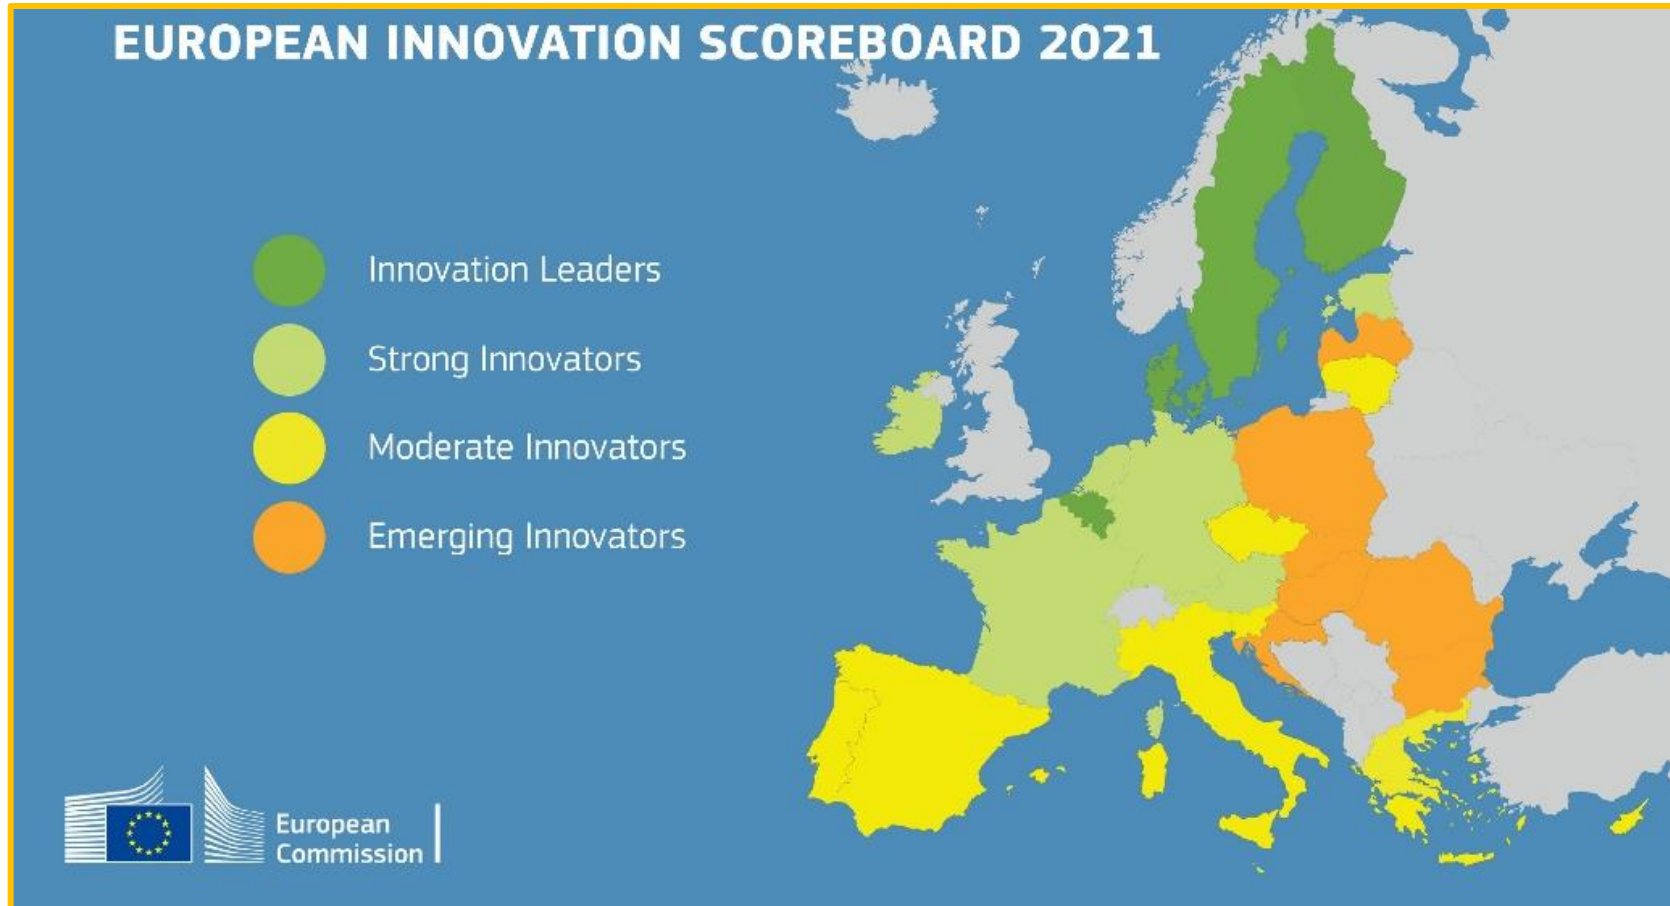 EUROPEAN INNOVATION SCOREBOARD 2021
Innovation Leaders
Strong Innovators
Moderate Innovators
Emerging Innovators
European
Commission